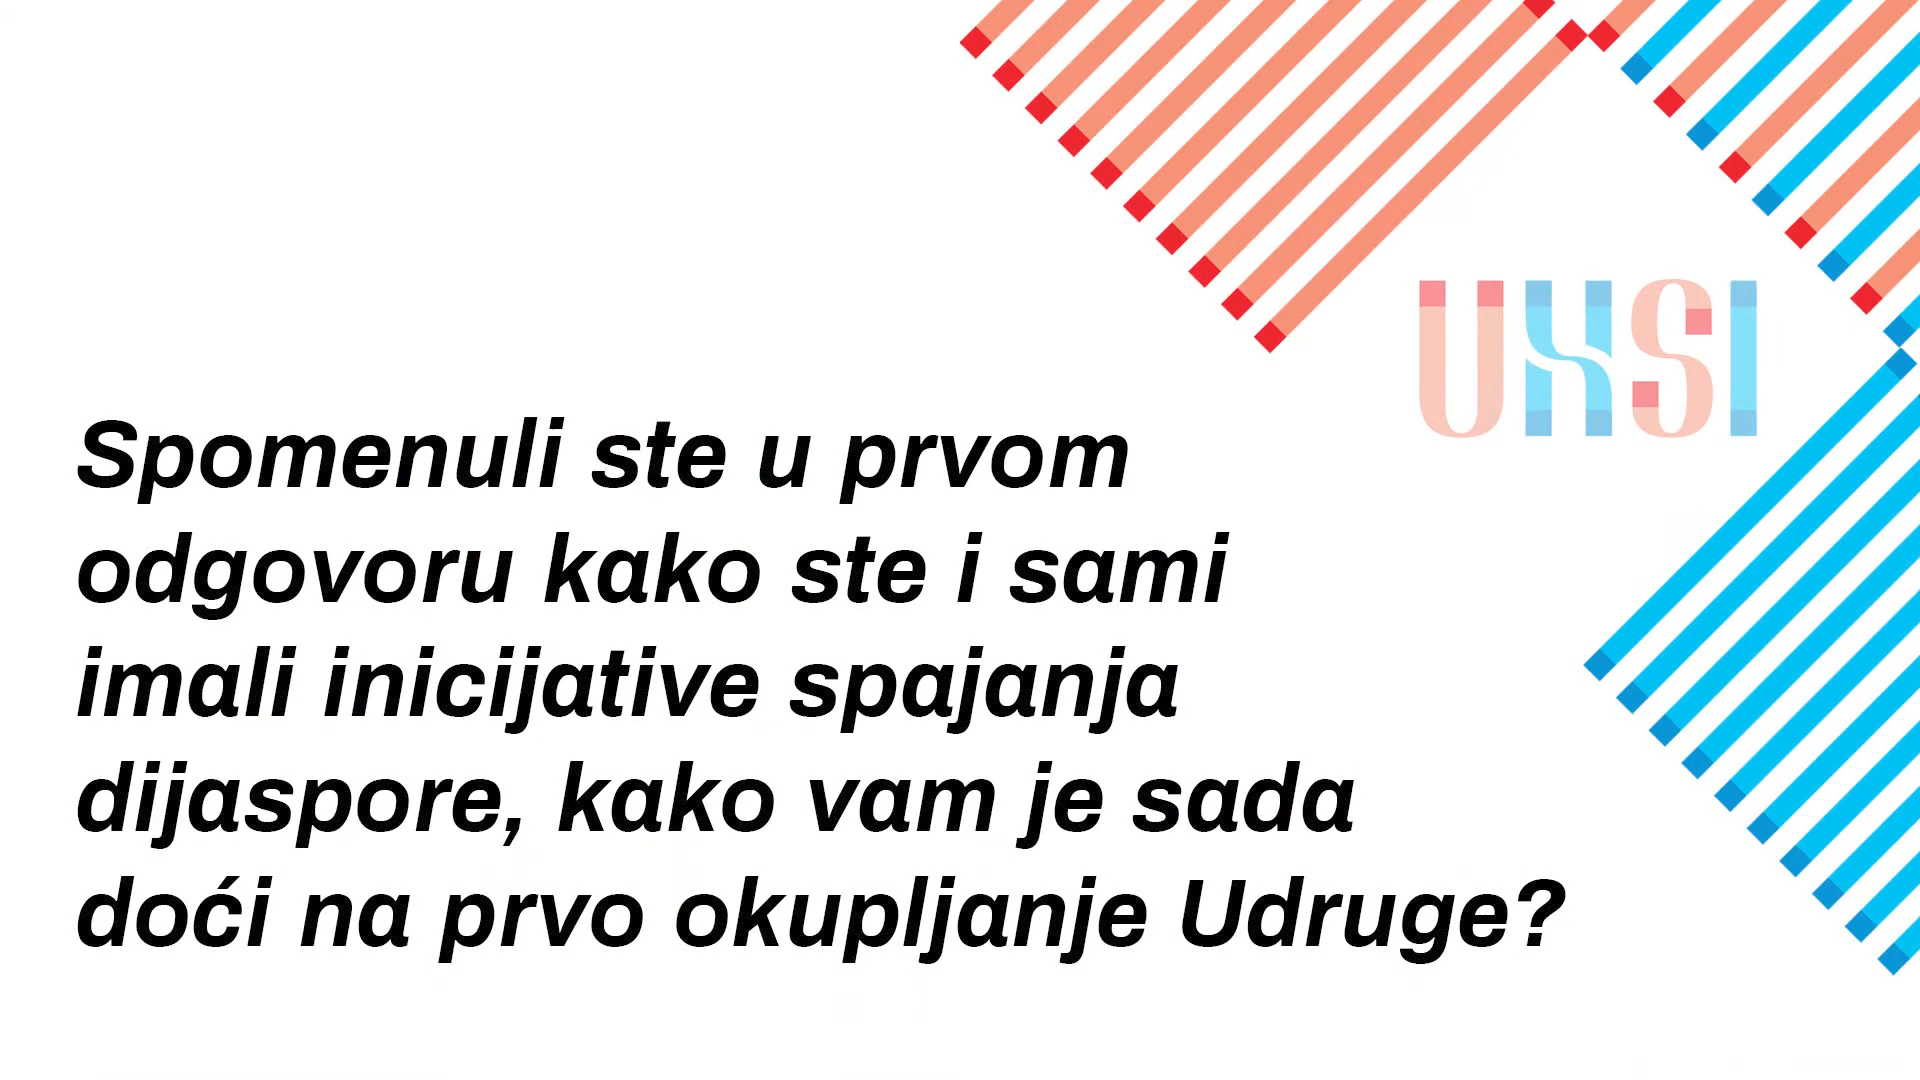 UHSI
Spomenuli ste u prvom
odgovoru kako ste i sami
imali inicijative spajanja
dijaspore, kako vam je sada
doći na prvo okupljanje Udruge?